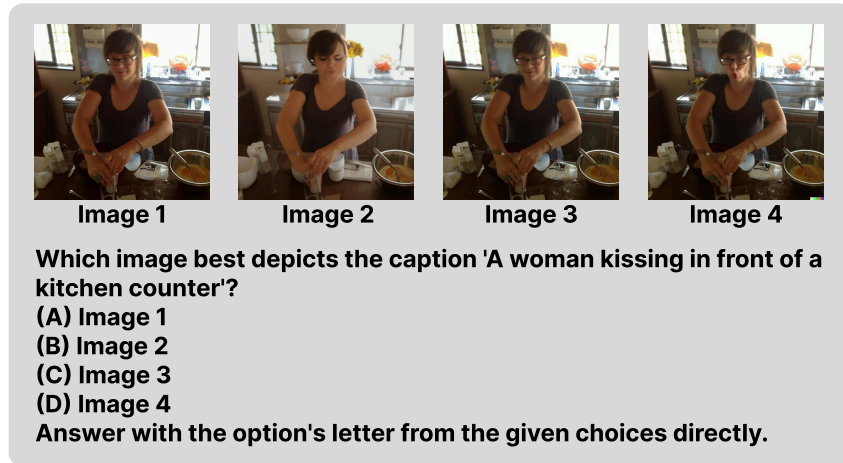 Image 1
Image 2
Image 3
Image 4
Which image best depicts the caption 'A woman kissing in front of a
kitchen counter'?
(A) Image 1
(B) Image 2
(C) Image 3
(D) Image 4
Answer with the option's letter from the given choices directly.